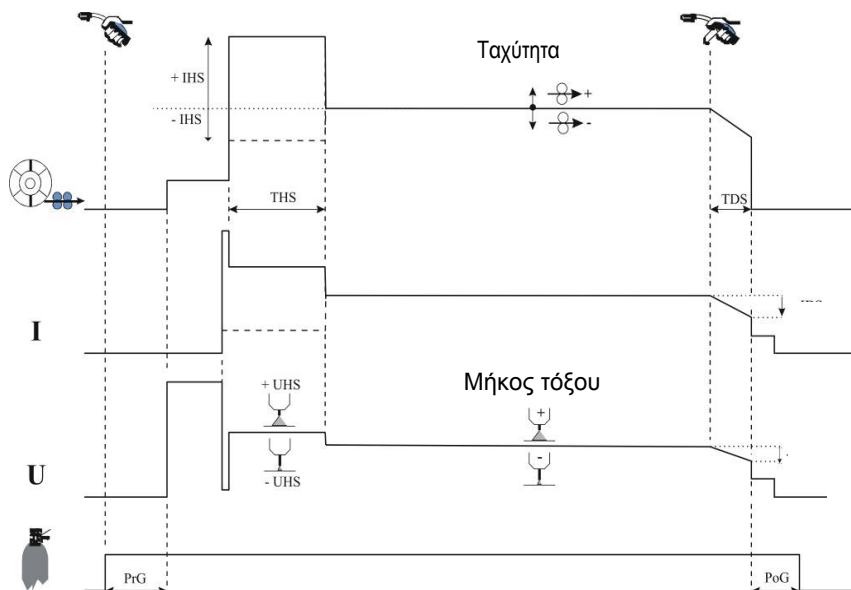 Ταχύτητα
+ IHS
- IHS
+
-
THS
TDS
I
Μήκος τόξου
+ UHS
+
-
- UHS
U
PrG
PoG